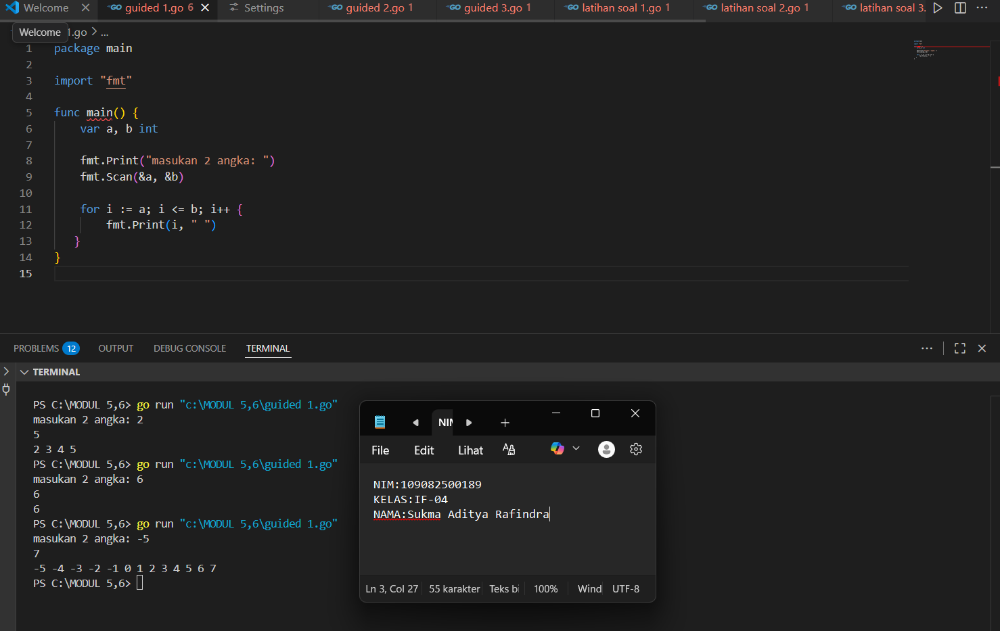 Welcome guided 1.go 6 Settings guided 2.go 1 guided 3.go 1 latihan soal 1.go 1 latihan soal 2.go 1 latihan soal 3.
Welcome 1.go > ...
1 package main
2
3 import "fmt"
4
5 func main() {
6 var a, b int
7
8 fmt.Print("masukan 2 angka: ")
9 fmt.Scan(&a, &b)
10
11 for i := a; i <= b; i++ {
12 fmt.Print(i, " ")
13 }
14 }
15
PROBLEMS 12 OUTPUT DEBUG CONSOLE TERMINAL
TERMINAL
PS C:\MODUL 5,6> go run "c:\MODUL 5,6\guided 1.go"
masukan 2 angka: 2
5
2 3 4 5
PS C:\MODUL 5,6> go run "c:\MODUL 5,6\guided 1.go"
masukan 2 angka: 6
6
6
PS C:\MODUL 5,6> go run "c:\MODUL 5,6\guided 1.go"
masukan 2 angka: -5
7
-5 -4 -3 -2 -1 0 1 2 3 4 5 6 7
PS C:\MODUL 5,6>
NIM
File Edit Lihat
NIM:109082500189
KELAS:IF-04
NAMA:Sukma Aditya Rafindra
Ln 3, Col 27 55 karakter Teks bi 100% Wind UTF-8